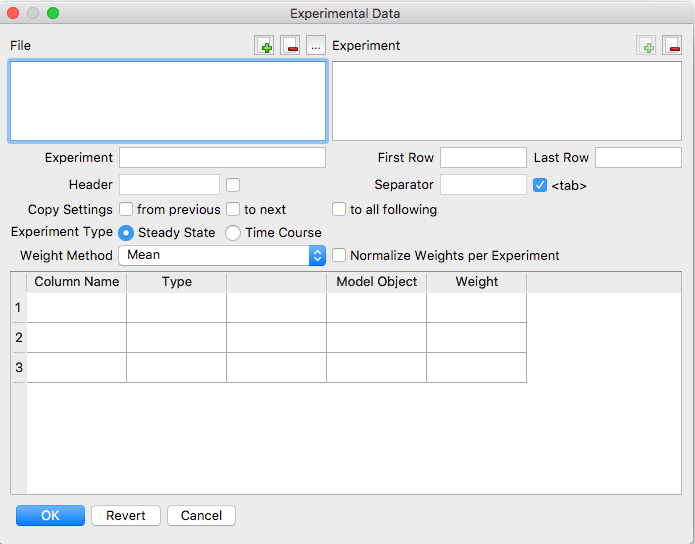 Experimental Data
File ... Experiment
Experiment First Row Last Row
Header Separator <tab>
Copy Settings from previous to next to all following
Experiment Type Steady State Time Course
Weight Method Mean Normalize Weights per Experiment
Column Name Type Model Object Weight
1
2
3
OK Revert Cancel